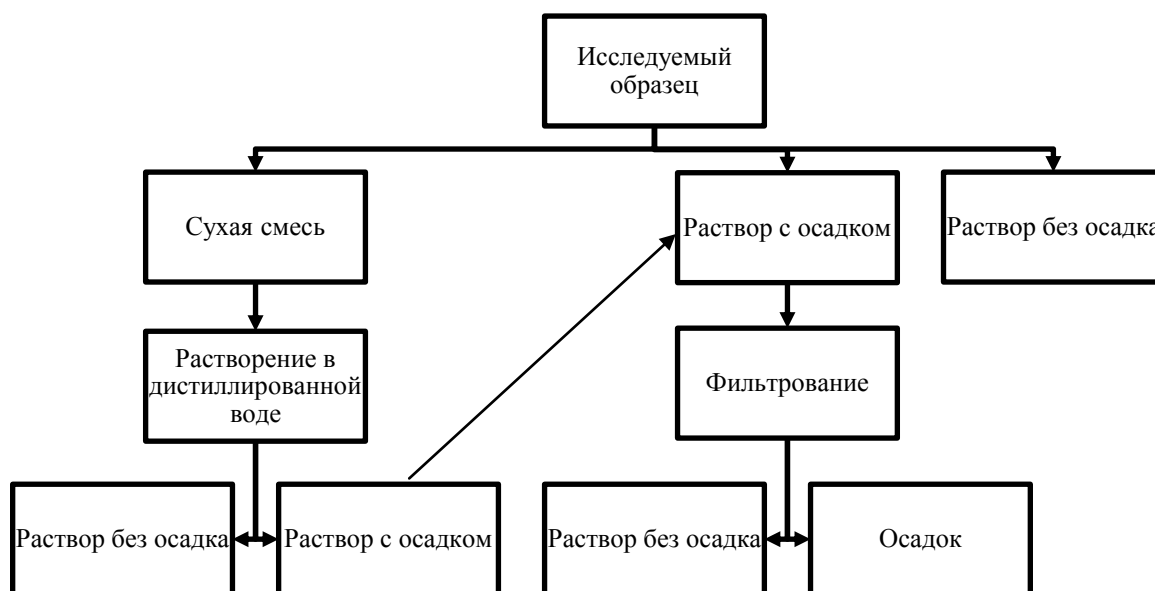 Исследуемый
образец
Сухая смесь
Раствор с осадком
Раствор без осадка
Растворение в
дистиллированной
воде
Фильтрование
Раствор без осадка
Раствор с осадком
Раствор без осадка
Осадок